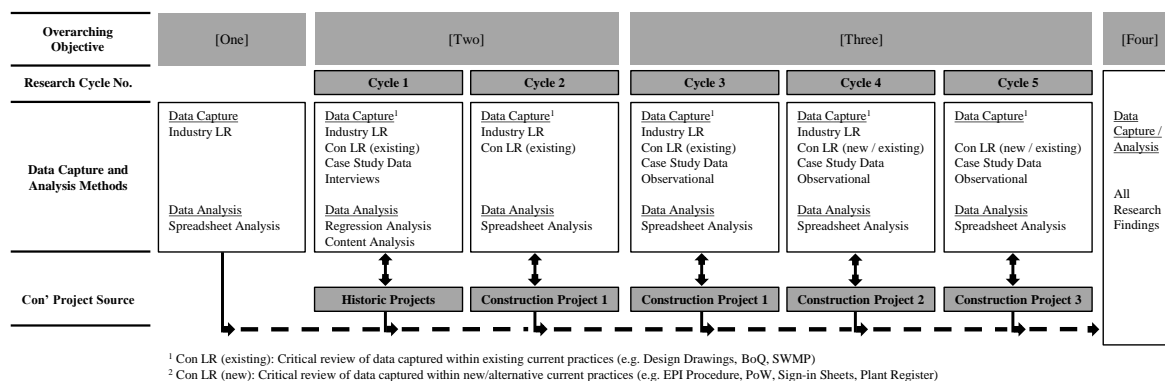 Overarching
Objective
[One]
[Two]
[Three]
[Four]
Research Cycle No.
Cycle 1
Cycle 2
Cycle 3
Cycle 4
Cycle 5
Data Capture and
Analysis Methods
Data Capture
Industry LR
Data Analysis
Spreadsheet Analysis
Data Capture¹
Industry LR
Con LR (existing)
Case Study Data
Interviews
Data Analysis
Regression Analysis
Content Analysis
Data Capture¹
Industry LR
Con LR (existing)
Data Analysis
Spreadsheet Analysis
Data Capture¹
Industry LR
Con LR (existing)
Case Study Data
Observational
Data Analysis
Spreadsheet Analysis
Data Capture¹
Industry LR
Con LR (new / existing)
Case Study Data
Observational
Data Analysis
Spreadsheet Analysis
Data Capture¹
Con LR (new / existing)
Case Study Data
Observational
Data Analysis
Spreadsheet Analysis
Data
Capture /
Analysis
All
Research
Findings
Con' Project Source
Historic Projects
Construction Project 1
Construction Project 1
Construction Project 2
Construction Project 3
¹ Con LR (existing): Critical review of data captured within existing current practices (e.g. Design Drawings, BoQ, SWMP)
² Con LR (new): Critical review of data captured within new/alternative current practices (e.g. EPI Procedure, PoW, Sign-in Sheets, Plant Register)